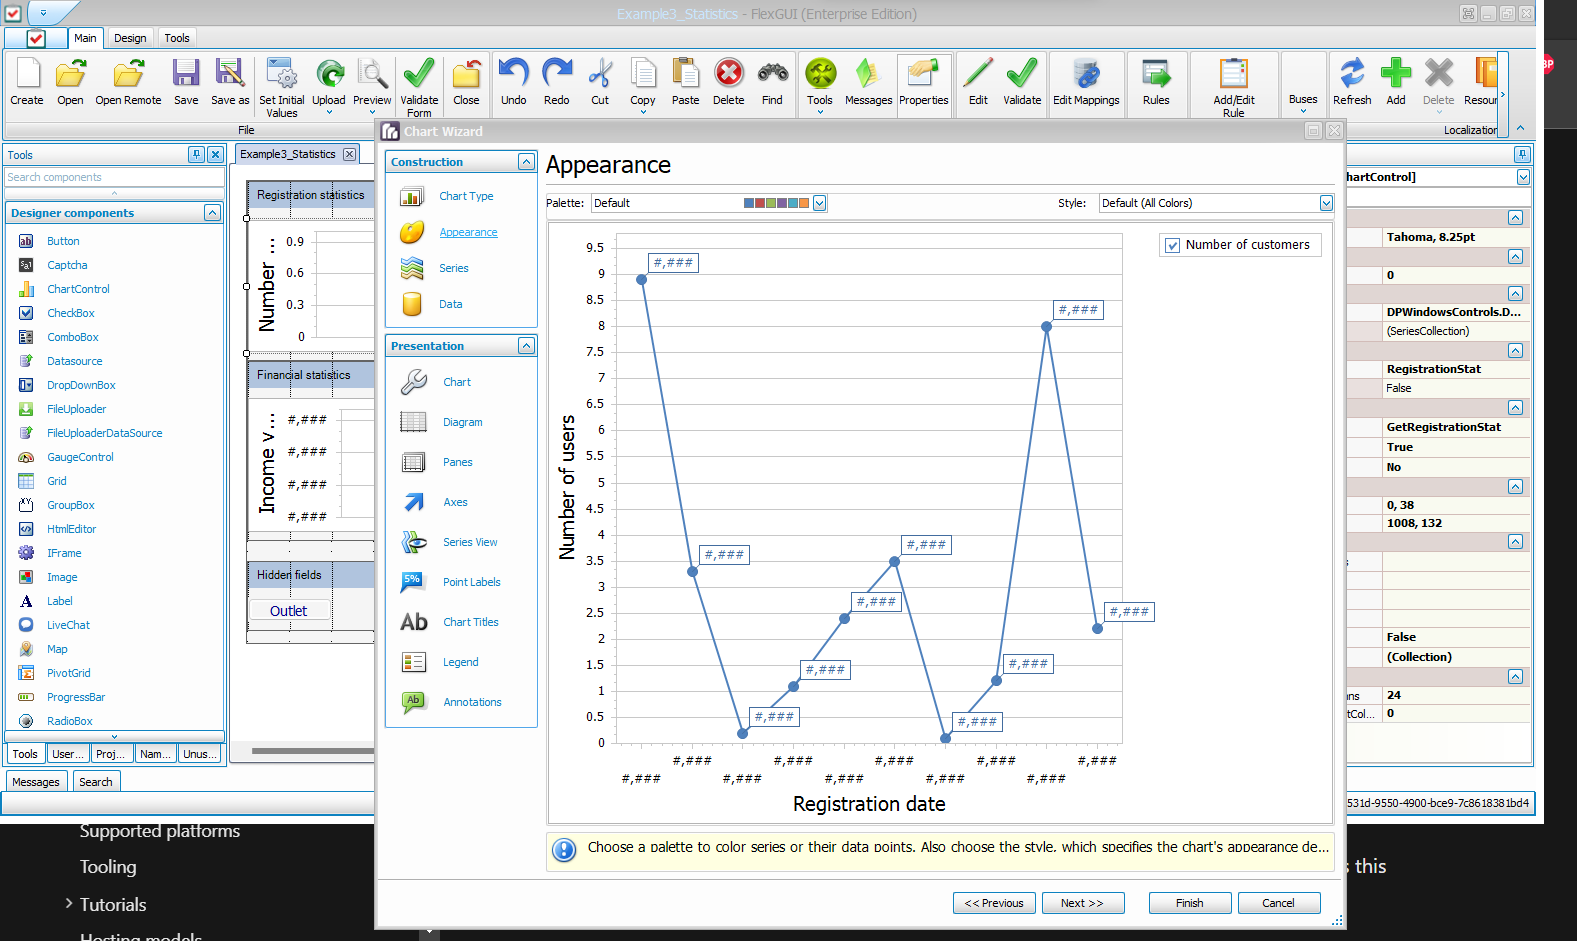 Example3_Statistics - FlexGUI (Enterprise Edition)
Main Design Tools
Create Open Open Remote Save Save as Set Initial Values Upload Preview Validate Form Close Undo Redo Cut Copy Paste Delete Find Tools Messages Properties Edit Validate Edit Mappings Rules Add/Edit Rule Buses Refresh Add Delete Resour
File Localization
Chart Wizard
Tools
Search components
Designer components
Button
Captcha
ChartControl
CheckBox
ComboBox
Datasource
DropDownBox
FileUploader
FileUploaderDataSource
GaugeControl
Grid
GroupBox
HtmlEditor
IFrame
Image
Label
LiveChat
Map
PivotGrid
ProgressBar
RadioBox
Tools User... Proj... Nam... Unus...
Messages Search
Example3_Statistics
Registration statistics
Number ...
0.9
0.6
0.3
0
Financial statistics
Income v...
#,###
#,###
#,###
#,###
Hidden fields
Outlet
Construction
Chart Type
Appearance
Series
Data
Presentation
Chart
Diagram
Panes
Axes
Series View
5%
Point Labels
Ab
Chart Titles
Legend
Ab
Annotations
Appearance
Palette: Default Style: Default (All Colors)
Number of customers
Number of users
9.5
9
8.5
8
7.5
7
6.5
6
5.5
5
4.5
4
3.5
3
2.5
2
1.5
1
0.5
0
#,###
#,###
#,###
#,###
#,###
#,###
#,###
#,###
#,###
#,###
#,### #,### #,### #,### #,###
#,### #,### #,### #,### #,###
Registration date
Choose a palette to color series or their data points. Also choose the style, which specifies the chart's appearance de...
<< Previous Next >> Finish Cancel
hartControl]
Tahoma, 8.25pt
0
DPWindowsControls.D...
(SeriesCollection)
RegistrationStat
False
GetRegistrationStat
True
No
0, 38
1008, 132
False
(Collection)
ns 24
tCol... 0
531d-9550-4900-bce9-7c8618381bd4
BP
Supported platforms
Tooling
Tutorials
Hosting models
s this